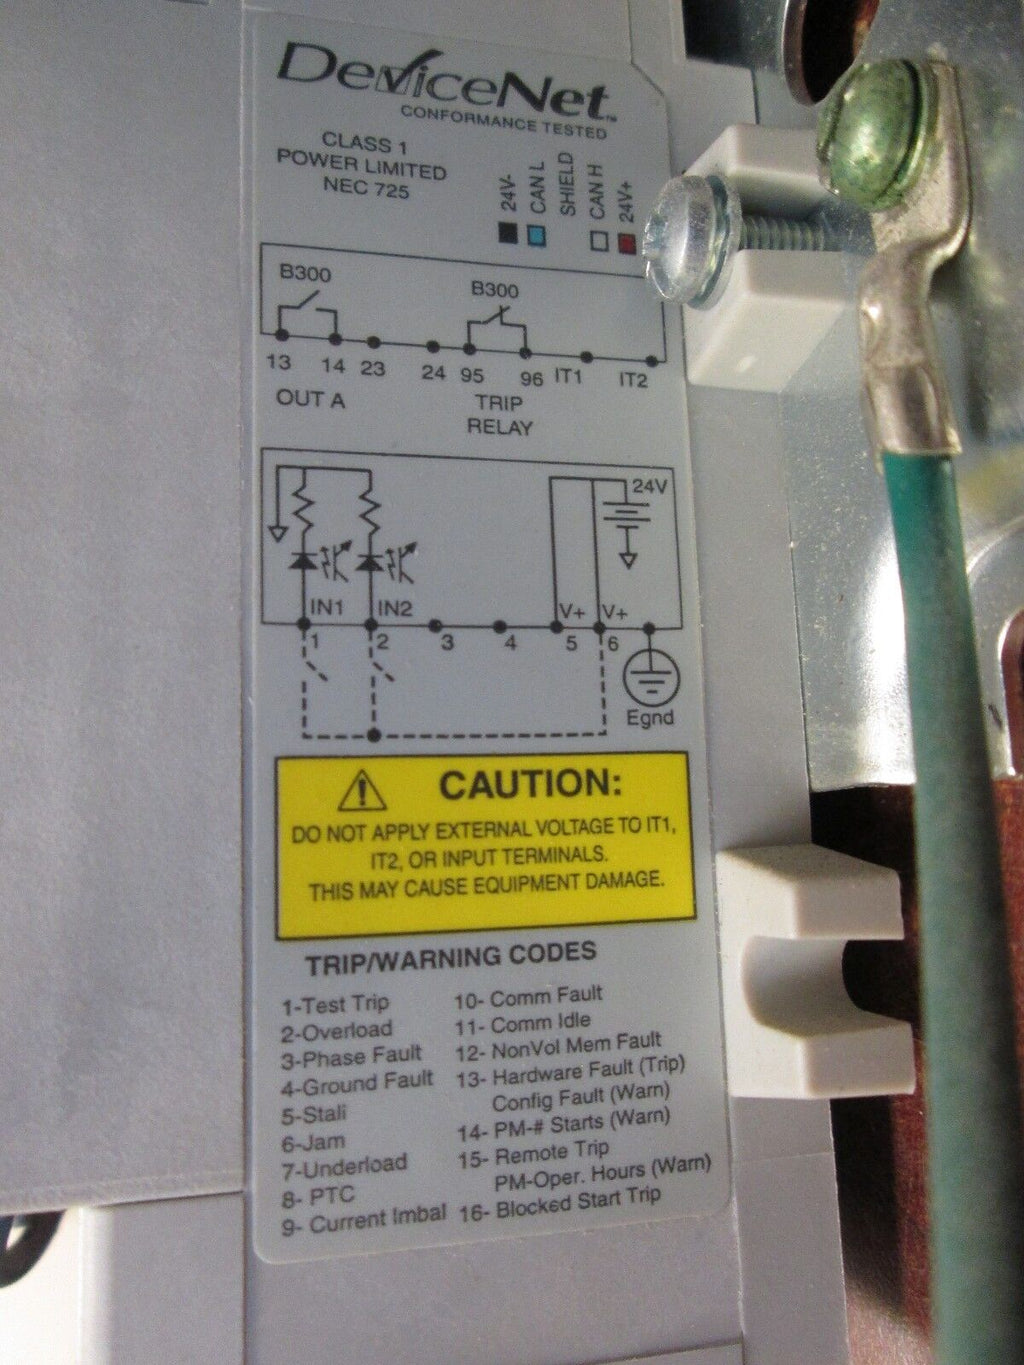 DeviceNet™
CONFORMANCE TESTED
CLASS 1
POWER LIMITED
NEC 725
24V-
CAN L
SHIELD
CAN H
24V+
B300
B300
13 14 23 24 95 96 IT1 IT2
OUT A
TRIP
RELAY
24V
IN1 IN2 V+ V+
1 2 3 4 5 6
Egnd
CAUTION:
DO NOT APPLY EXTERNAL VOLTAGE TO IT1,
IT2, OR INPUT TERMINALS.
THIS MAY CAUSE EQUIPMENT DAMAGE.
TRIP/WARNING CODES
1-Test Trip
2-Overload
3-Phase Fault
4-Ground Fault
5-Stall
6-Jam
7-Underload
8- PTC
9- Current Imbal
10- Comm Fault
11- Comm Idle
12- NonVol Mem Fault
13- Hardware Fault (Trip)
Config Fault (Warn)
14- PM-# Starts (Warn)
15- Remote Trip
PM-Oper. Hours (Warn)
16- Blocked Start Trip